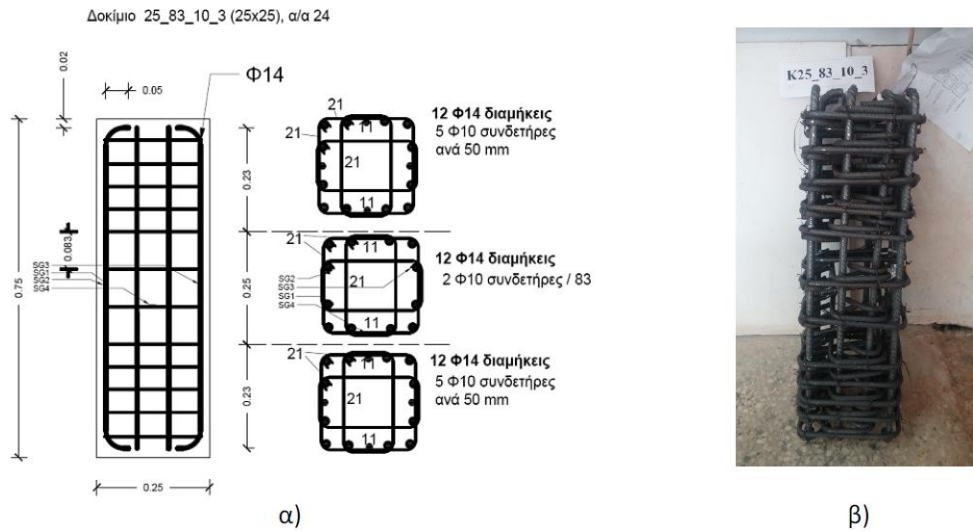 Δοκίμιο 25_83_10_3 (25x25), α/α 24
0.02
Φ14
0.05
0.75
0.083
SG3
SG1
SG2
SG4
0.25
0.23
0.25
0.23
21
21
11
21
11
12 Φ14 διαμήκεις
5 Φ10 συνδετήρες
ανά 50 mm
21
11
SG2
SG3
SG1
SG4
21
11
12 Φ14 διαμήκεις
2 Φ10 συνδετήρες / 83
21
11
21
11
12 Φ14 διαμήκεις
5 Φ10 συνδετήρες
ανά 50 mm
K25_83_10_3
α)
β)